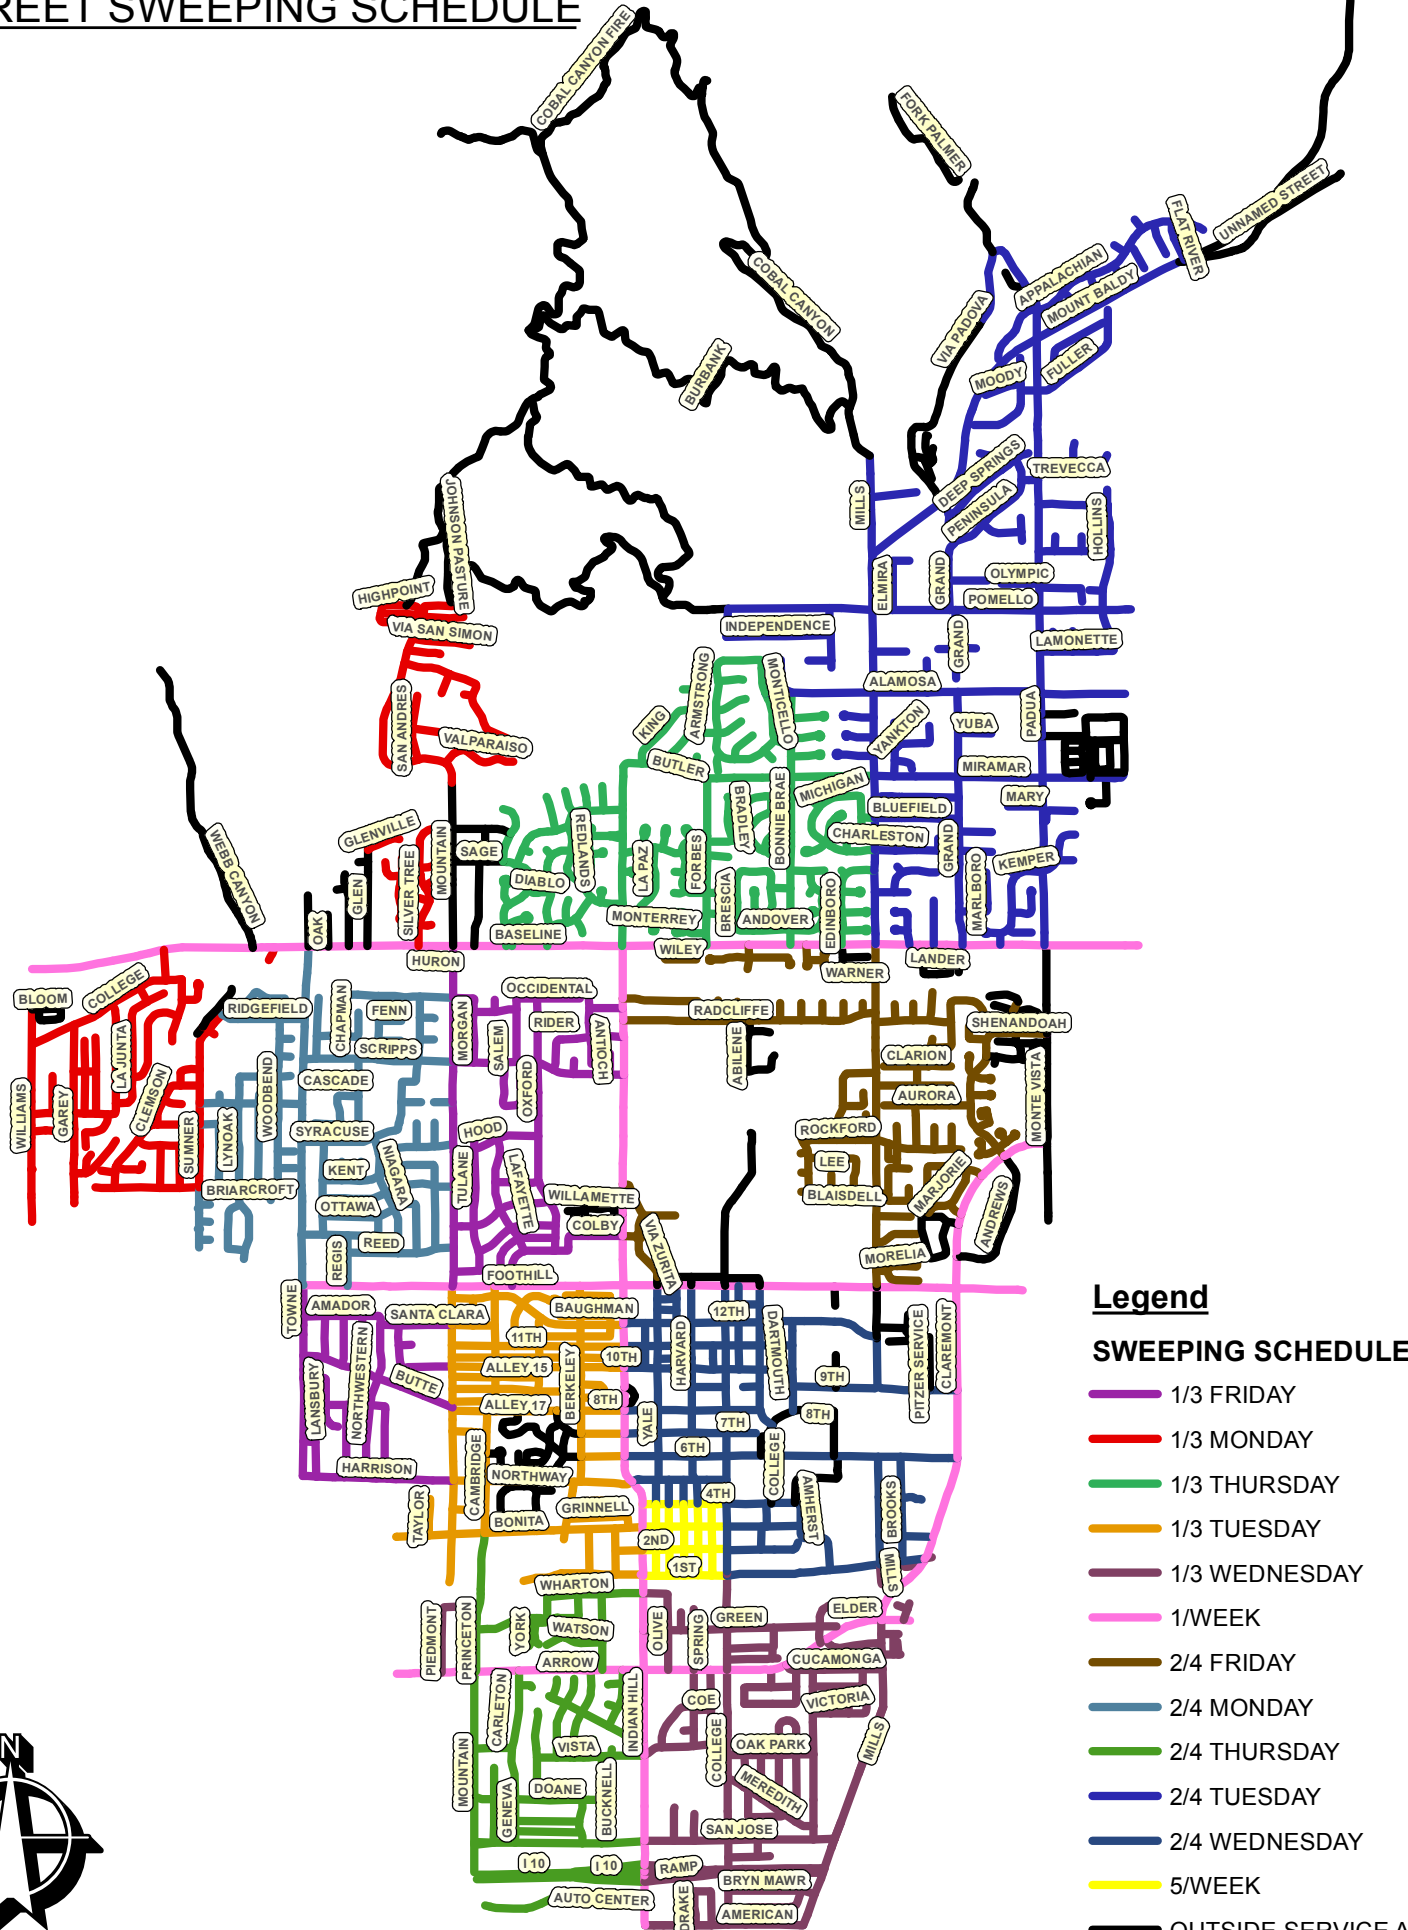 REET SWEEPING SCHEDULE
COBAL CANYON FIRE
FORK PALMER
FLAT RIVER
UNNAMED STREET
APPALACHIAN
MOUNT BALDY
COBAL CANYON
VIA PADOVA
BURBANK
MOODY
FULLER
DEEP SPRINGS
TREVECCA
MILLS
PENINSULA
HOLLINS
JOHNSON PASTURE
ELMIRA
GRAND
OLYMPIC
HIGHPOINT
POMELLO
VIA SAN SIMON
INDEPENDENCE
GRAND
LAMONETTE
ALAMOSA
ARMSTRONG
MONTICELLO
SAN ANDRES
KING
YANKTON
YUBA
PADUA
VALPARAISO
BUTLER
MIRAMAR
MICHIGAN
MARY
BRADLEY
BONNIE BRAE
BLUEFIELD
GLENVILLE
MOUNTAIN
SAGE
REDLANDS
CHARLESTON
GRAND
KEMPER
WEBB CANYON
GLEN
SILVER TREE
DIABLO
LA PAZ
FORBES
BRESCIA
MARLBORO
OAK
MONTERREY
ANDOVER
EDINBORO
BASELINE
WILEY
HURON
WARNER
LANDER
BLOOM
COLLEGE
RIDGEFIELD
CHAPMAN
FENN
OCCIDENTAL
RADCLIFFE
SHENANDOAH
LA JUNTA
SCRIPPS
MORGAN
SALEM
RIDER
ANTIOCH
ABILENE
CLARION
WILLIAMS
GAREY
CLEMSON
WOODBEND
CASCADE
OXFORD
AURORA
MONTE VISTA
SUMNER
LYNOAK
SYRACUSE
HOOD
ROCKFORD
KENT
NIAGARA
TULANE
LAFAYETTE
LEE
BRIARCROFT
OTTAWA
WILLAMETTE
BLAISDELL
MARJORIE
ANDREWS
COLBY
VIA ZURITA
REGIS
REED
MORELIA
FOOTHILL
TOWNE
AMADOR
SANTA CLARA
BAUGHMAN
12TH
11TH
10TH
HARVARD
DARTMOUTH
PITZER SERVICE
CLAREMONT
LANSBURY
NORTHWESTERN
BUTTE
ALLEY 15
BERKELEY
9TH
ALLEY 17
8TH
YALE
7TH
8TH
6TH
COLLEGE
HARRISON
CAMBRIDGE
NORTHWAY
4TH
AMHERST
BROOKS
TAYLOR
BONITA
GRINNELL
2ND
1ST
MILLS
WHARTON
PIEDMONT
PRINCETON
YORK
WATSON
OLIVE
SPRING
GREEN
ELDER
ARROW
CUCAMONGA
CARLETON
INDIAN HILL
COE
VICTORIA
MOUNTAIN
VISTA
COLLEGE
OAK PARK
MILLS
GENEVA
DOANE
BUCKNELL
MEREDITH
SAN JOSE
I 10
I 10
RAMP
BRYN MAWR
AUTO CENTER
DRAKE
AMERICAN
N
Legend
SWEEPING SCHEDULE
1/3 FRIDAY
1/3 MONDAY
1/3 THURSDAY
1/3 TUESDAY
1/3 WEDNESDAY
1/WEEK
2/4 FRIDAY
2/4 MONDAY
2/4 THURSDAY
2/4 TUESDAY
2/4 WEDNESDAY
5/WEEK
OUTSIDE SERVICE A